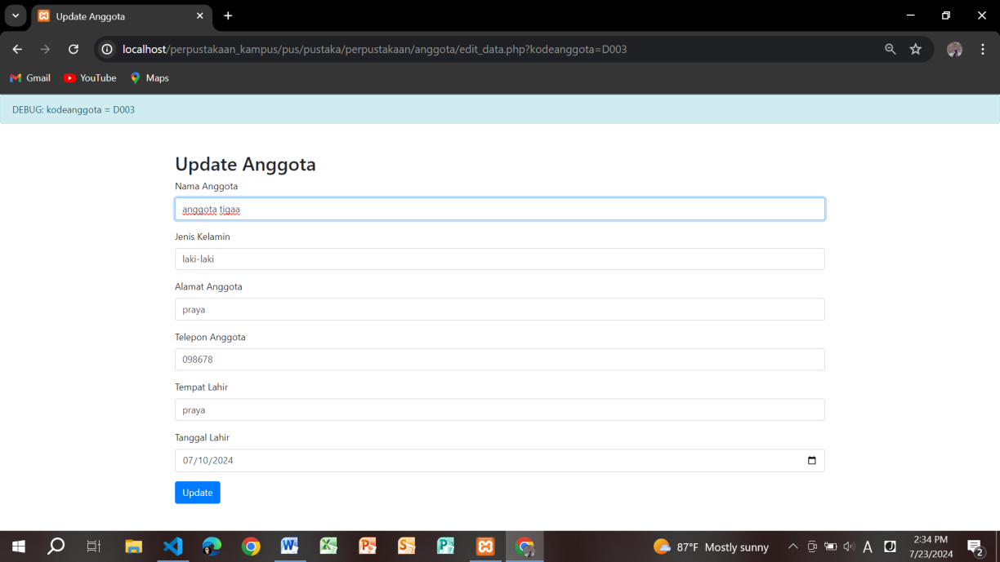 Update Anggota
localhost/perpustakaan_kampus/pus/pustaka/perpustakaan/anggota/edit_data.php?kodeanggota=D003
Gmail YouTube Maps
DEBUG: kodeanggota = D003
Update Anggota
Nama Anggota
anggota tigaa
Jenis Kelamin
laki-laki
Alamat Anggota
praya
Telepon Anggota
098678
Tempat Lahir
praya
Tanggal Lahir
07/10/2024
Update
87°F Mostly sunny
A
2:34 PM
7/23/2024
2